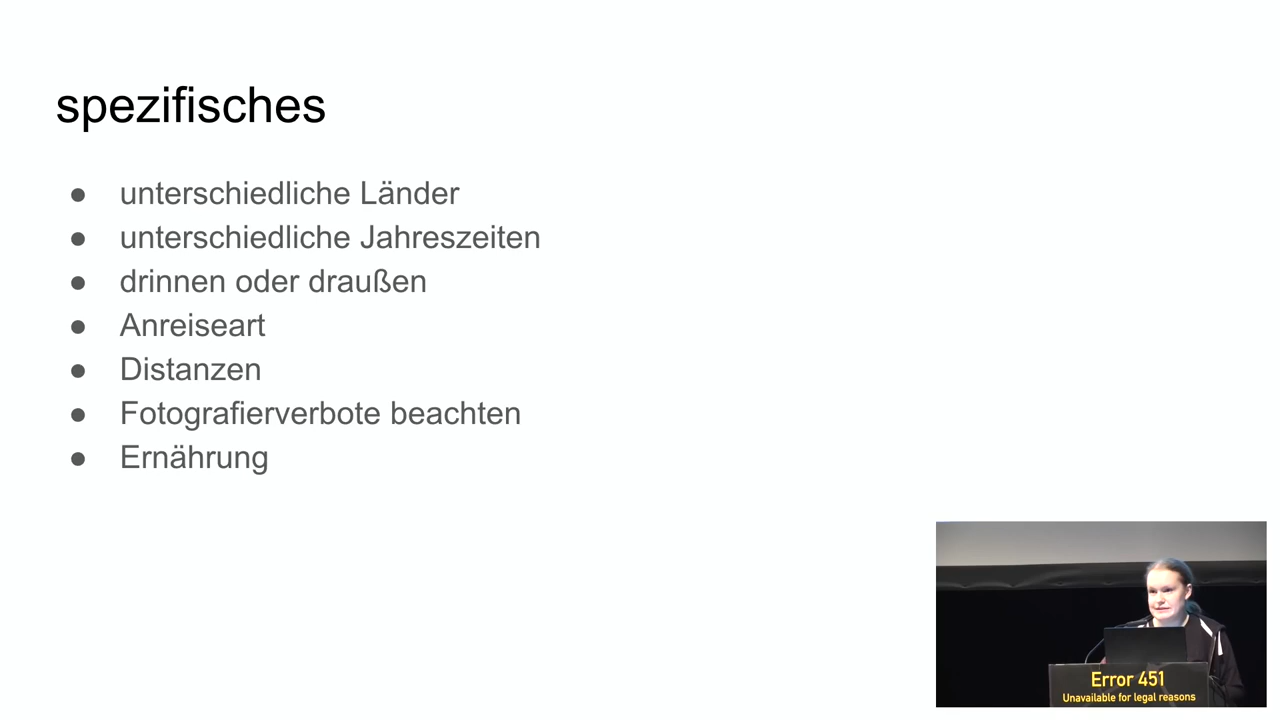 spezifisches
● unterschiedliche Länder
● unterschiedliche Jahreszeiten
● drinnen oder draußen
● Anreiseart
● Distanzen
● Fotografierverbote beachten
● Ernährung
Error 451
Unavailable for legal reasons